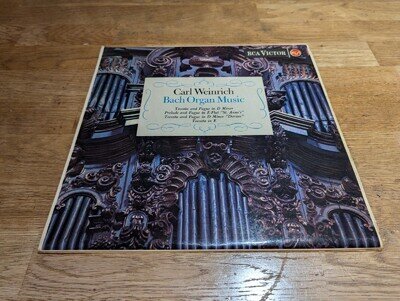 RCA VICTOR
Carl Weinrich
Bach Organ Music
Toccata and Fugue in D Minor
Prelude and Fugue in E Flat ("St. Anne")
Toccata and Fugue in D Minor "Dorian"
Toccata in F